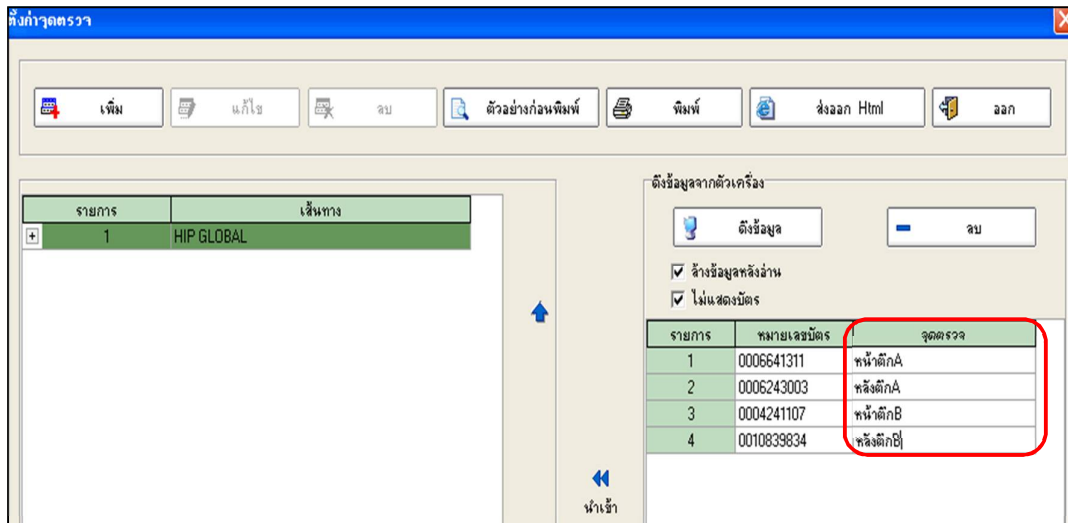 ตั้งค่าจุดตรวจ
เพิ่ม แก้ไข ลบ ตัวอย่างก่อนพิมพ์ พิมพ์ ส่งออก Html ออก
ดึงข้อมูลจากตัวเครื่อง
ดึงข้อมูล ลบ
ล้างข้อมูลหลังอ่าน
ไม่แสดงบัตร
รายการ เส้นทาง
1 HIP GLOBAL
รายการ หมายเลขบัตร จุดตรวจ
1 0006641311 หน้าตึกA
2 0006243003 หลังตึกA
3 0004241107 หน้าตึกB
4 0010839834 หลังตึกB
นำเข้า